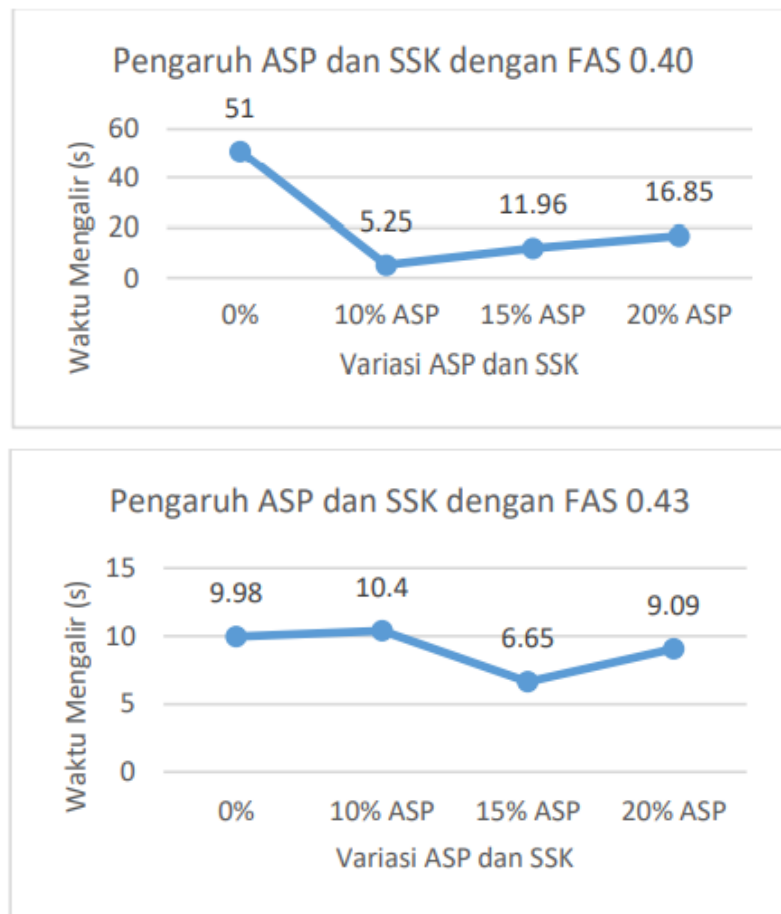 Pengaruh ASP dan SSK dengan FAS 0.40
51
60
40
20
0
5.25
11.96
16.85
Waktu Mengalir (s)
0%
10% ASP
15% ASP
20% ASP
Variasi ASP dan SSK
Pengaruh ASP dan SSK dengan FAS 0.43
15
10
5
0
9.98
10.4
6.65
9.09
Waktu Mengalir (s)
0%
10% ASP
15% ASP
20% ASP
Variasi ASP dan SSK